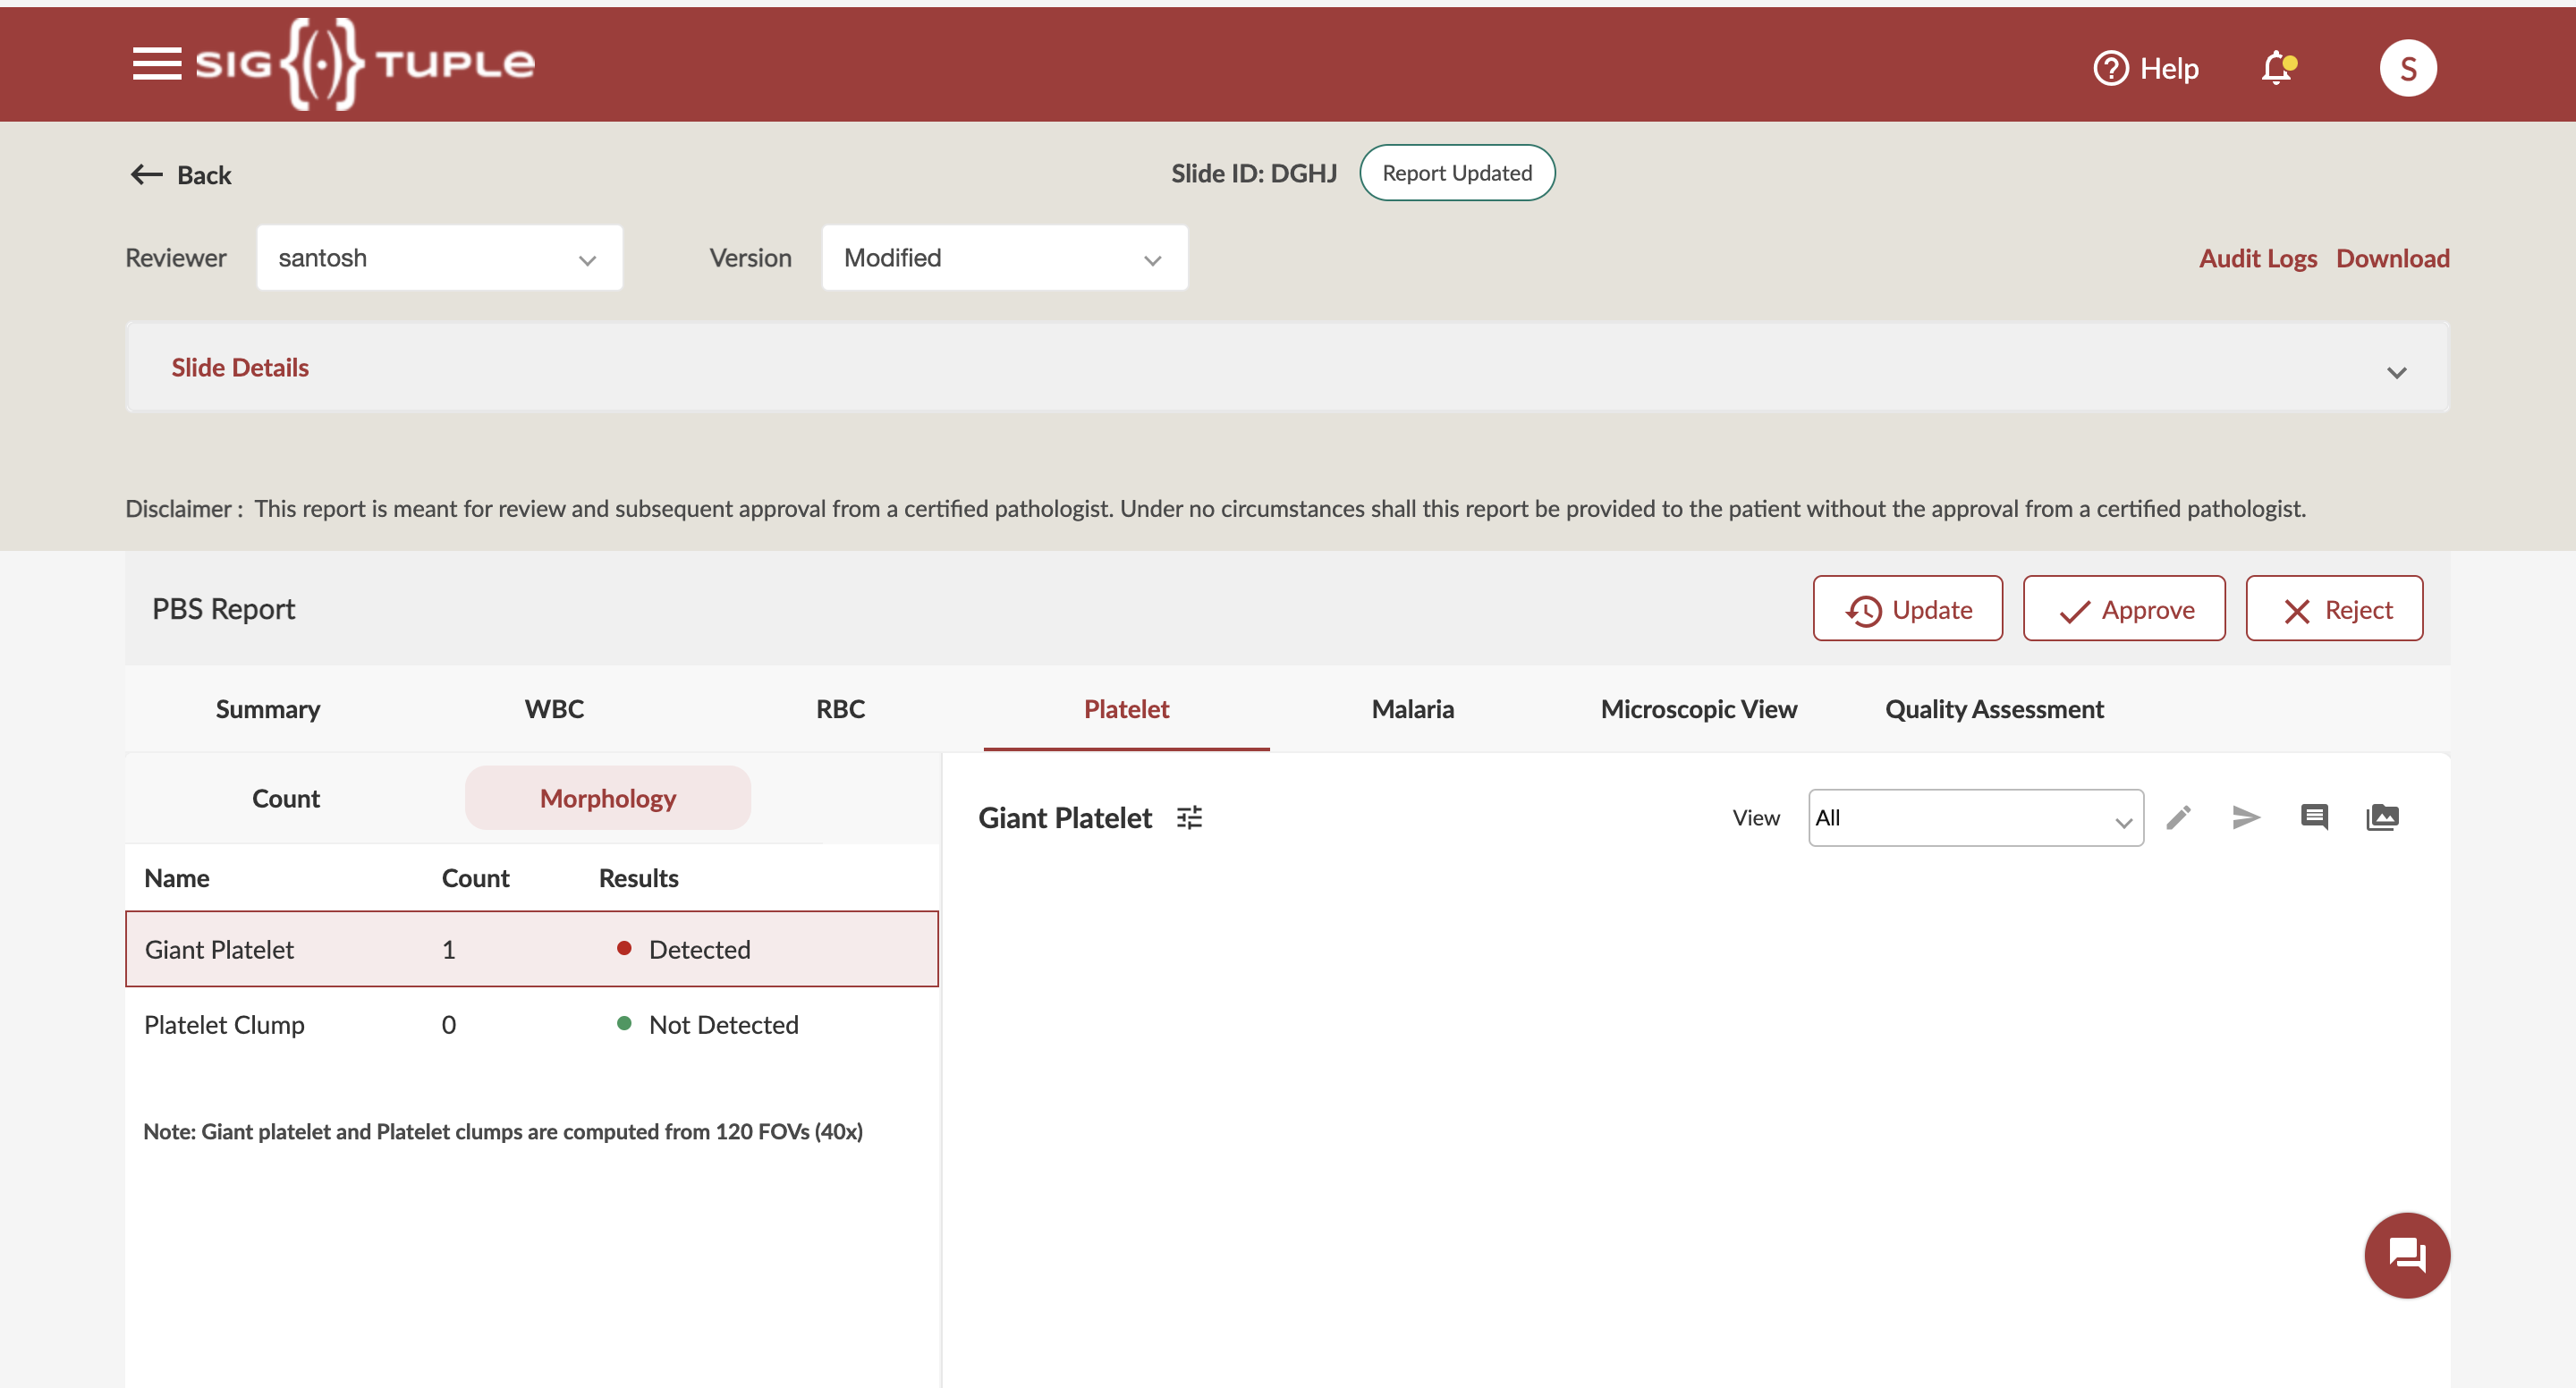 SIG{(·)}TUPLE
Help
S
Back
Slide ID: DGHJ
Report Updated
Reviewer
santosh
Version
Modified
Audit Logs
Download
Slide Details
Disclaimer : This report is meant for review and subsequent approval from a certified pathologist. Under no circumstances shall this report be provided to the patient without the approval from a certified pathologist.
PBS Report
Update
Approve
Reject
Summary
WBC
RBC
Platelet
Malaria
Microscopic View
Quality Assessment
Count
Morphology
Giant Platelet
View
All
Name Count Results
Giant Platelet 1 Detected
Platelet Clump 0 Not Detected
Note: Giant platelet and Platelet clumps are computed from 120 FOVs (40x)